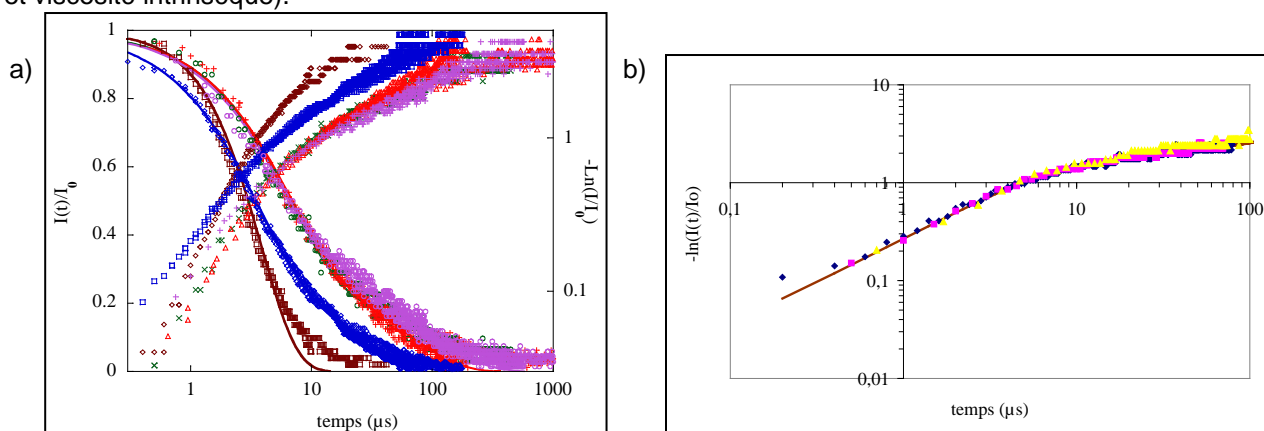 et viscosité intrinsèque).
a)
1
0.8
0.6
0.4
0.2
0
I(t)/I0
1
0.1
-Ln(I/I0)
1
10
100
1000
temps (µs)
b)
10
1
0,1
0,01
-ln(I(t)/Io)
0,1
1
10
100
temps (µs)